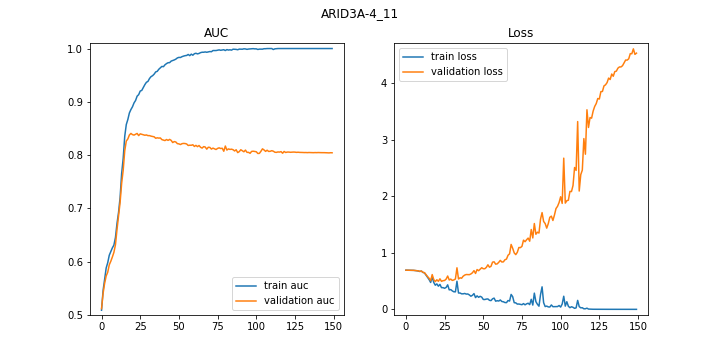 ARID3A-4_11
AUC
Loss
1.0
0.9
0.8
0.7
0.6
0.5
0 25 50 75 100 125 150
train auc
validation auc
4
3
2
1
0
0 25 50 75 100 125 150
train loss
validation loss